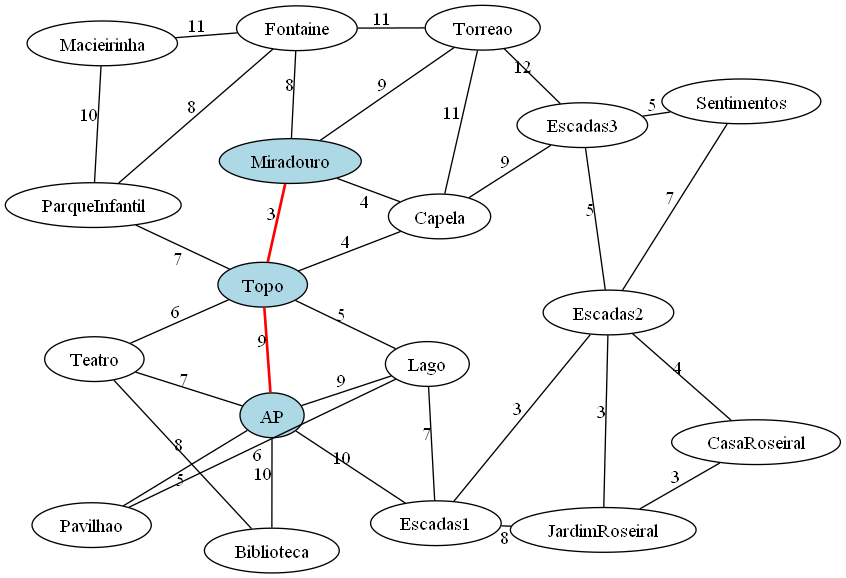 11
11
Fontaine
Torreao
Macieirinha
12
8
9
10
8
11
5
Sentimentos
Escadas3
Miradouro
9
ParqueInfantil
3
4
Capela
5
7
4
7
Topo
6
5
Escadas2
9
Teatro
Lago
4
7
9
3
3
AP
7
CasaRoseiral
8
6
10
10
5
3
Pavilhao
Escadas1
8
JardimRoseiral
Biblioteca